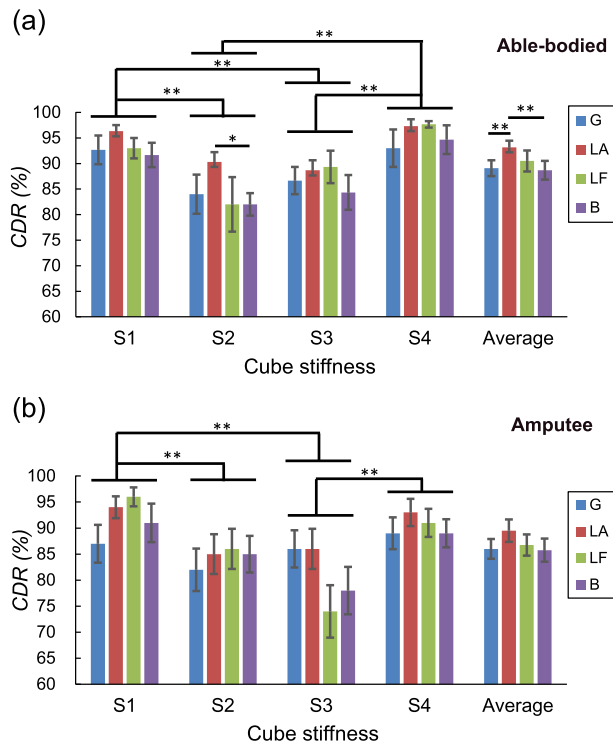 (a)
Able-bodied
**
**
**
**
*
**
**
CDR (%)
100
95
90
85
80
75
70
65
60
S1 S2 S3 S4 Average
Cube stiffness
G
LA
LF
B
(b)
Amputee
**
**
**
CDR (%)
100
95
90
85
80
75
70
65
60
S1 S2 S3 S4 Average
Cube stiffness
G
LA
LF
B